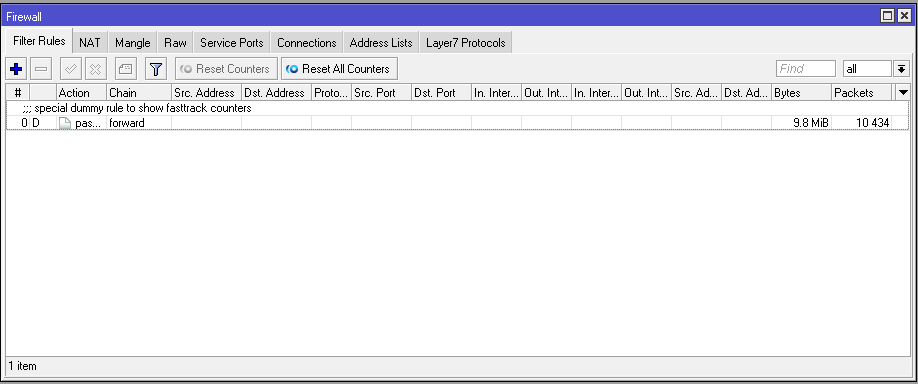 Firewall
Filter Rules NAT Mangle Raw Service Ports Connections Address Lists Layer7 Protocols
Reset Counters Reset All Counters Find all
# Action Chain Src. Address Dst. Address Proto... Src. Port Dst. Port In. Inter... Out. Int... In. Inter... Out. Int... Src. Ad... Dst. Ad... Bytes Packets
;;; special dummy rule to show fasttrack counters
0 D pas... forward 9.8 MiB 10 434
1 item